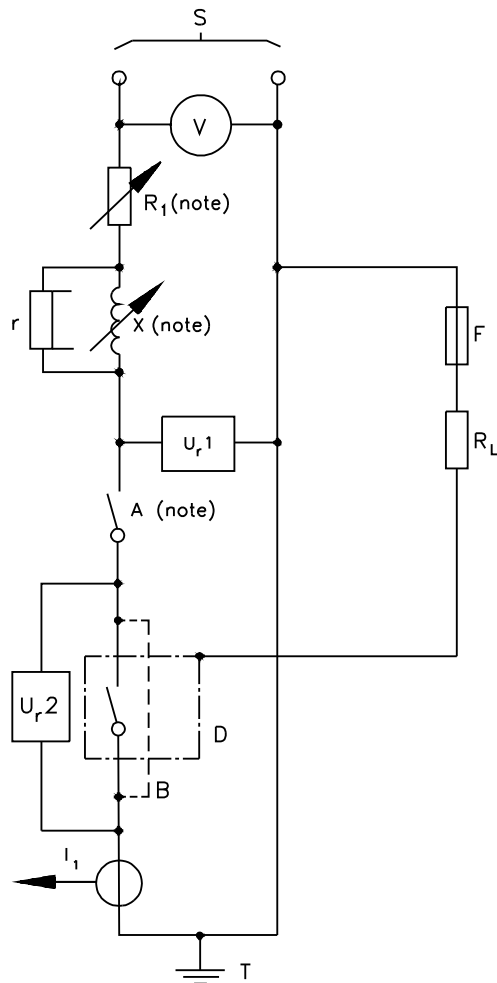 S
V
R1 (note)
r
X (note)
F
RL
Ur1
A (note)
Ur2
D
B
I1
T